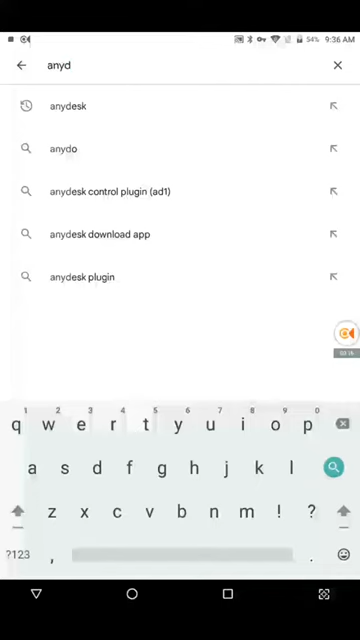 54% 9:36 AM
anyd
anydesk
anydo
anydesk control plugin (ad1)
anydesk download app
anydesk plugin
1 2 3 4 5 6 7 8 9 0
q w e r t y u i o p
a s d f g h j k l
z x c v b n m ! ?
?123 , .